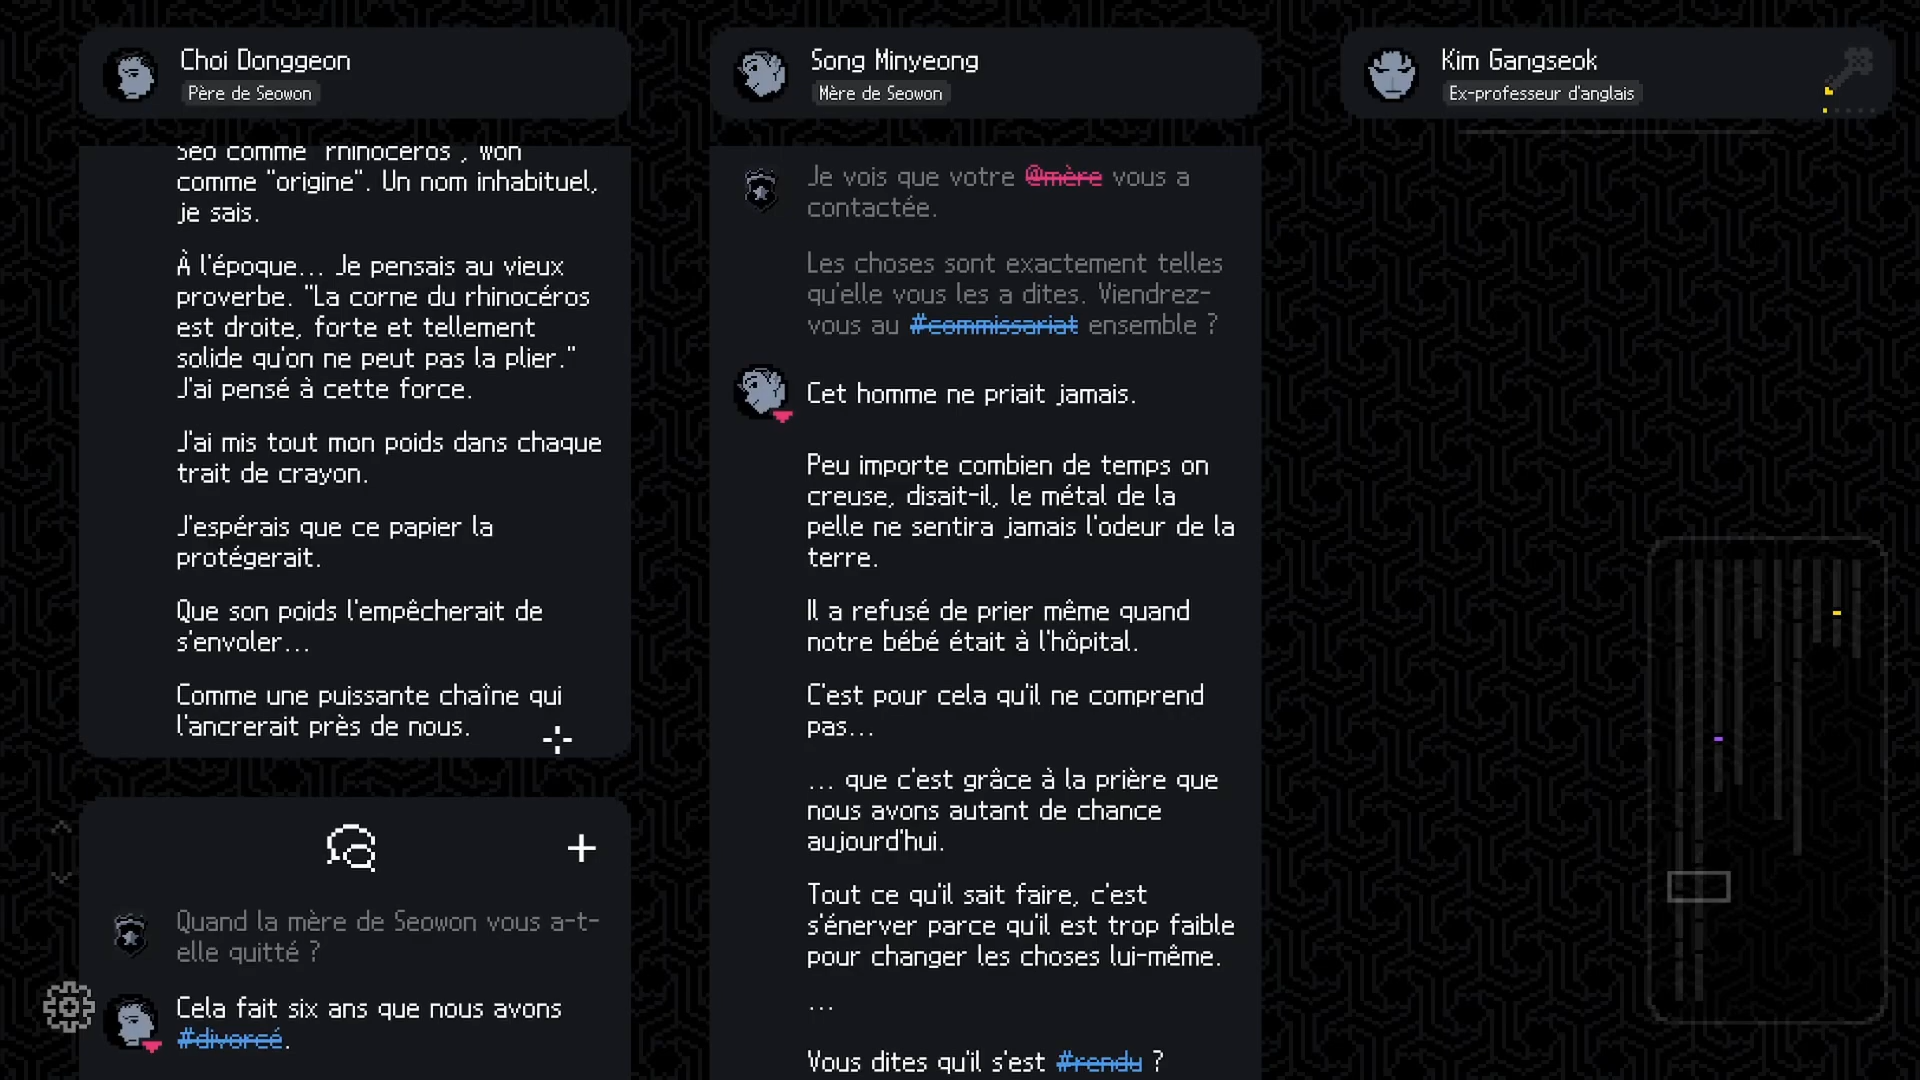 Choi Donggeon
Père de Seowon
Seo comme "rhinocéros", won
comme "origine". Un nom inhabituel,
je sais.
À l'époque... Je pensais au vieux
proverbe. "La corne du rhinocéros
est droite, forte et tellement
solide qu'on ne peut pas la plier."
J'ai pensé à cette force.
J'ai mis tout mon poids dans chaque
trait de crayon.
J'espérais que ce papier la
protégerait.
Que son poids l'empêcherait de
s'envoler...
Comme une puissante chaîne qui
l'ancrerait près de nous.
Quand la mère de Seowon vous a-t-
elle quitté ?
Cela fait six ans que nous avons
#divorcé.
Song Minyeong
Mère de Seowon
Je vois que votre @mère vous a
contactée.
Les choses sont exactement telles
qu'elle vous les a dites. Viendrez-
vous au #commissariat ensemble ?
Cet homme ne priait jamais.
Peu importe combien de temps on
creuse, disait-il, le métal de la
pelle ne sentira jamais l'odeur de la
terre.
Il a refusé de prier même quand
notre bébé était à l'hôpital.
C'est pour cela qu'il ne comprend
pas...
... que c'est grâce à la prière que
nous avons autant de chance
aujourd'hui.
Tout ce qu'il sait faire, c'est
s'énerver parce qu'il est trop faible
pour changer les choses lui-même.
...
Vous dites qu'il s'est #rendu ?
Kim Gangseok
Ex-professeur d'anglais